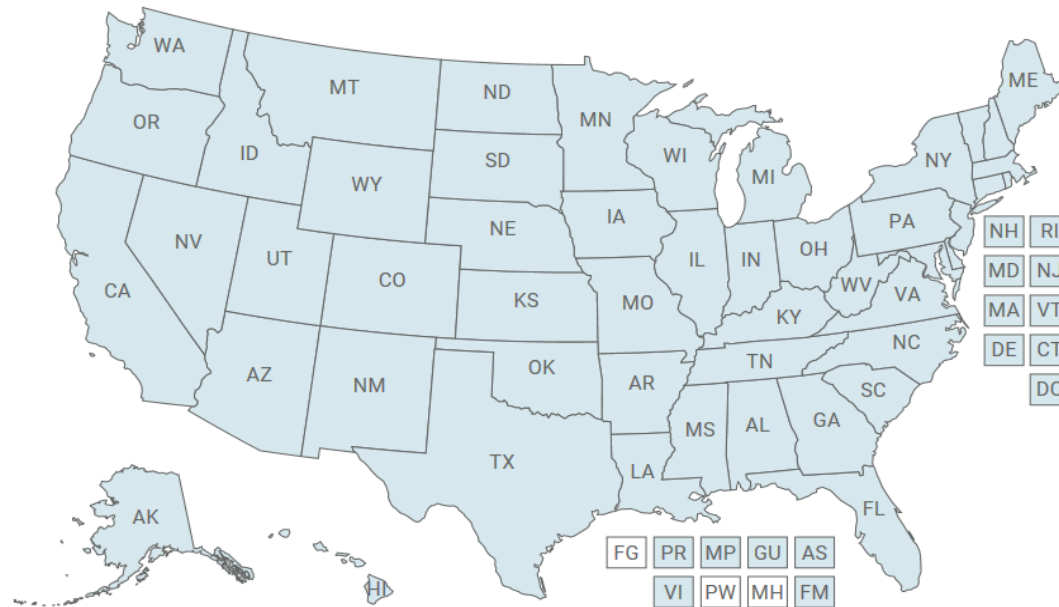 WA
MT
ND
MN
ME
OR
ID
SD
WI
MI
NY
WY
IA
PA
NE
NV
UT
CO
IL
IN
OH
NH RI
CA
KS
MO
WV
VA
MD NJ
KY
MA VT
NC
DE CT
TN
AZ
NM
OK
AR
SC
DC
MS
AL
GA
TX
LA
FL
AK
HI
FG PR MP GU AS
VI PW MH FM